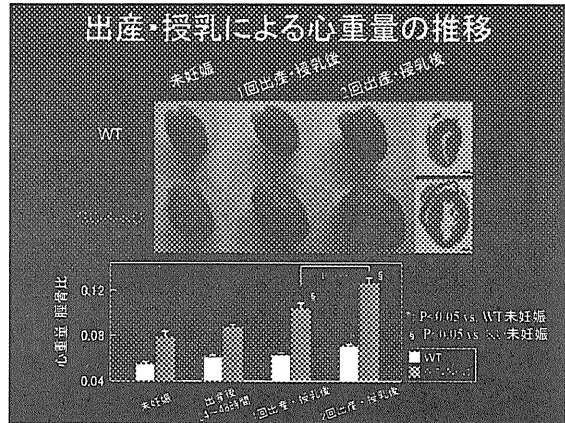 出産・授乳による心重量の推移
未妊娠
1回出産・授乳後
2回出産・授乳後
WT
心重量 脛骨比
0.12
0.08
0.04
§
§
* P<0.05 vs. WT 未妊娠
§ P<0.05 vs. 未妊娠
WT
未妊娠
出産後
24~48時間
1回出産・授乳後
2回出産・授乳後